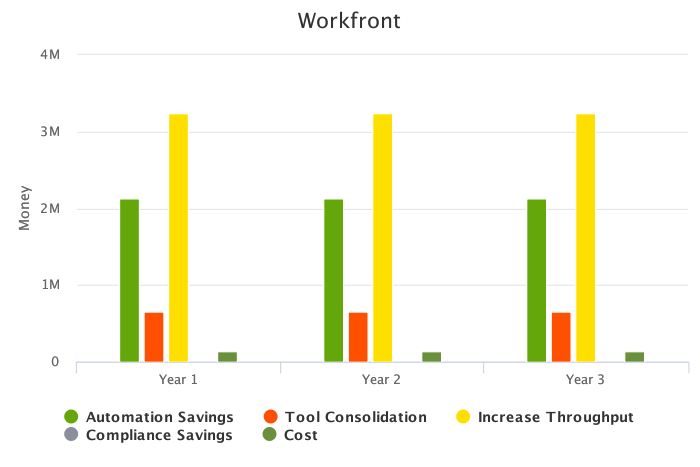 Workfront
4M
3M
2M
1M
0
Money
Year 1 Year 2 Year 3
Automation Savings Tool Consolidation Increase Throughput
Compliance Savings Cost